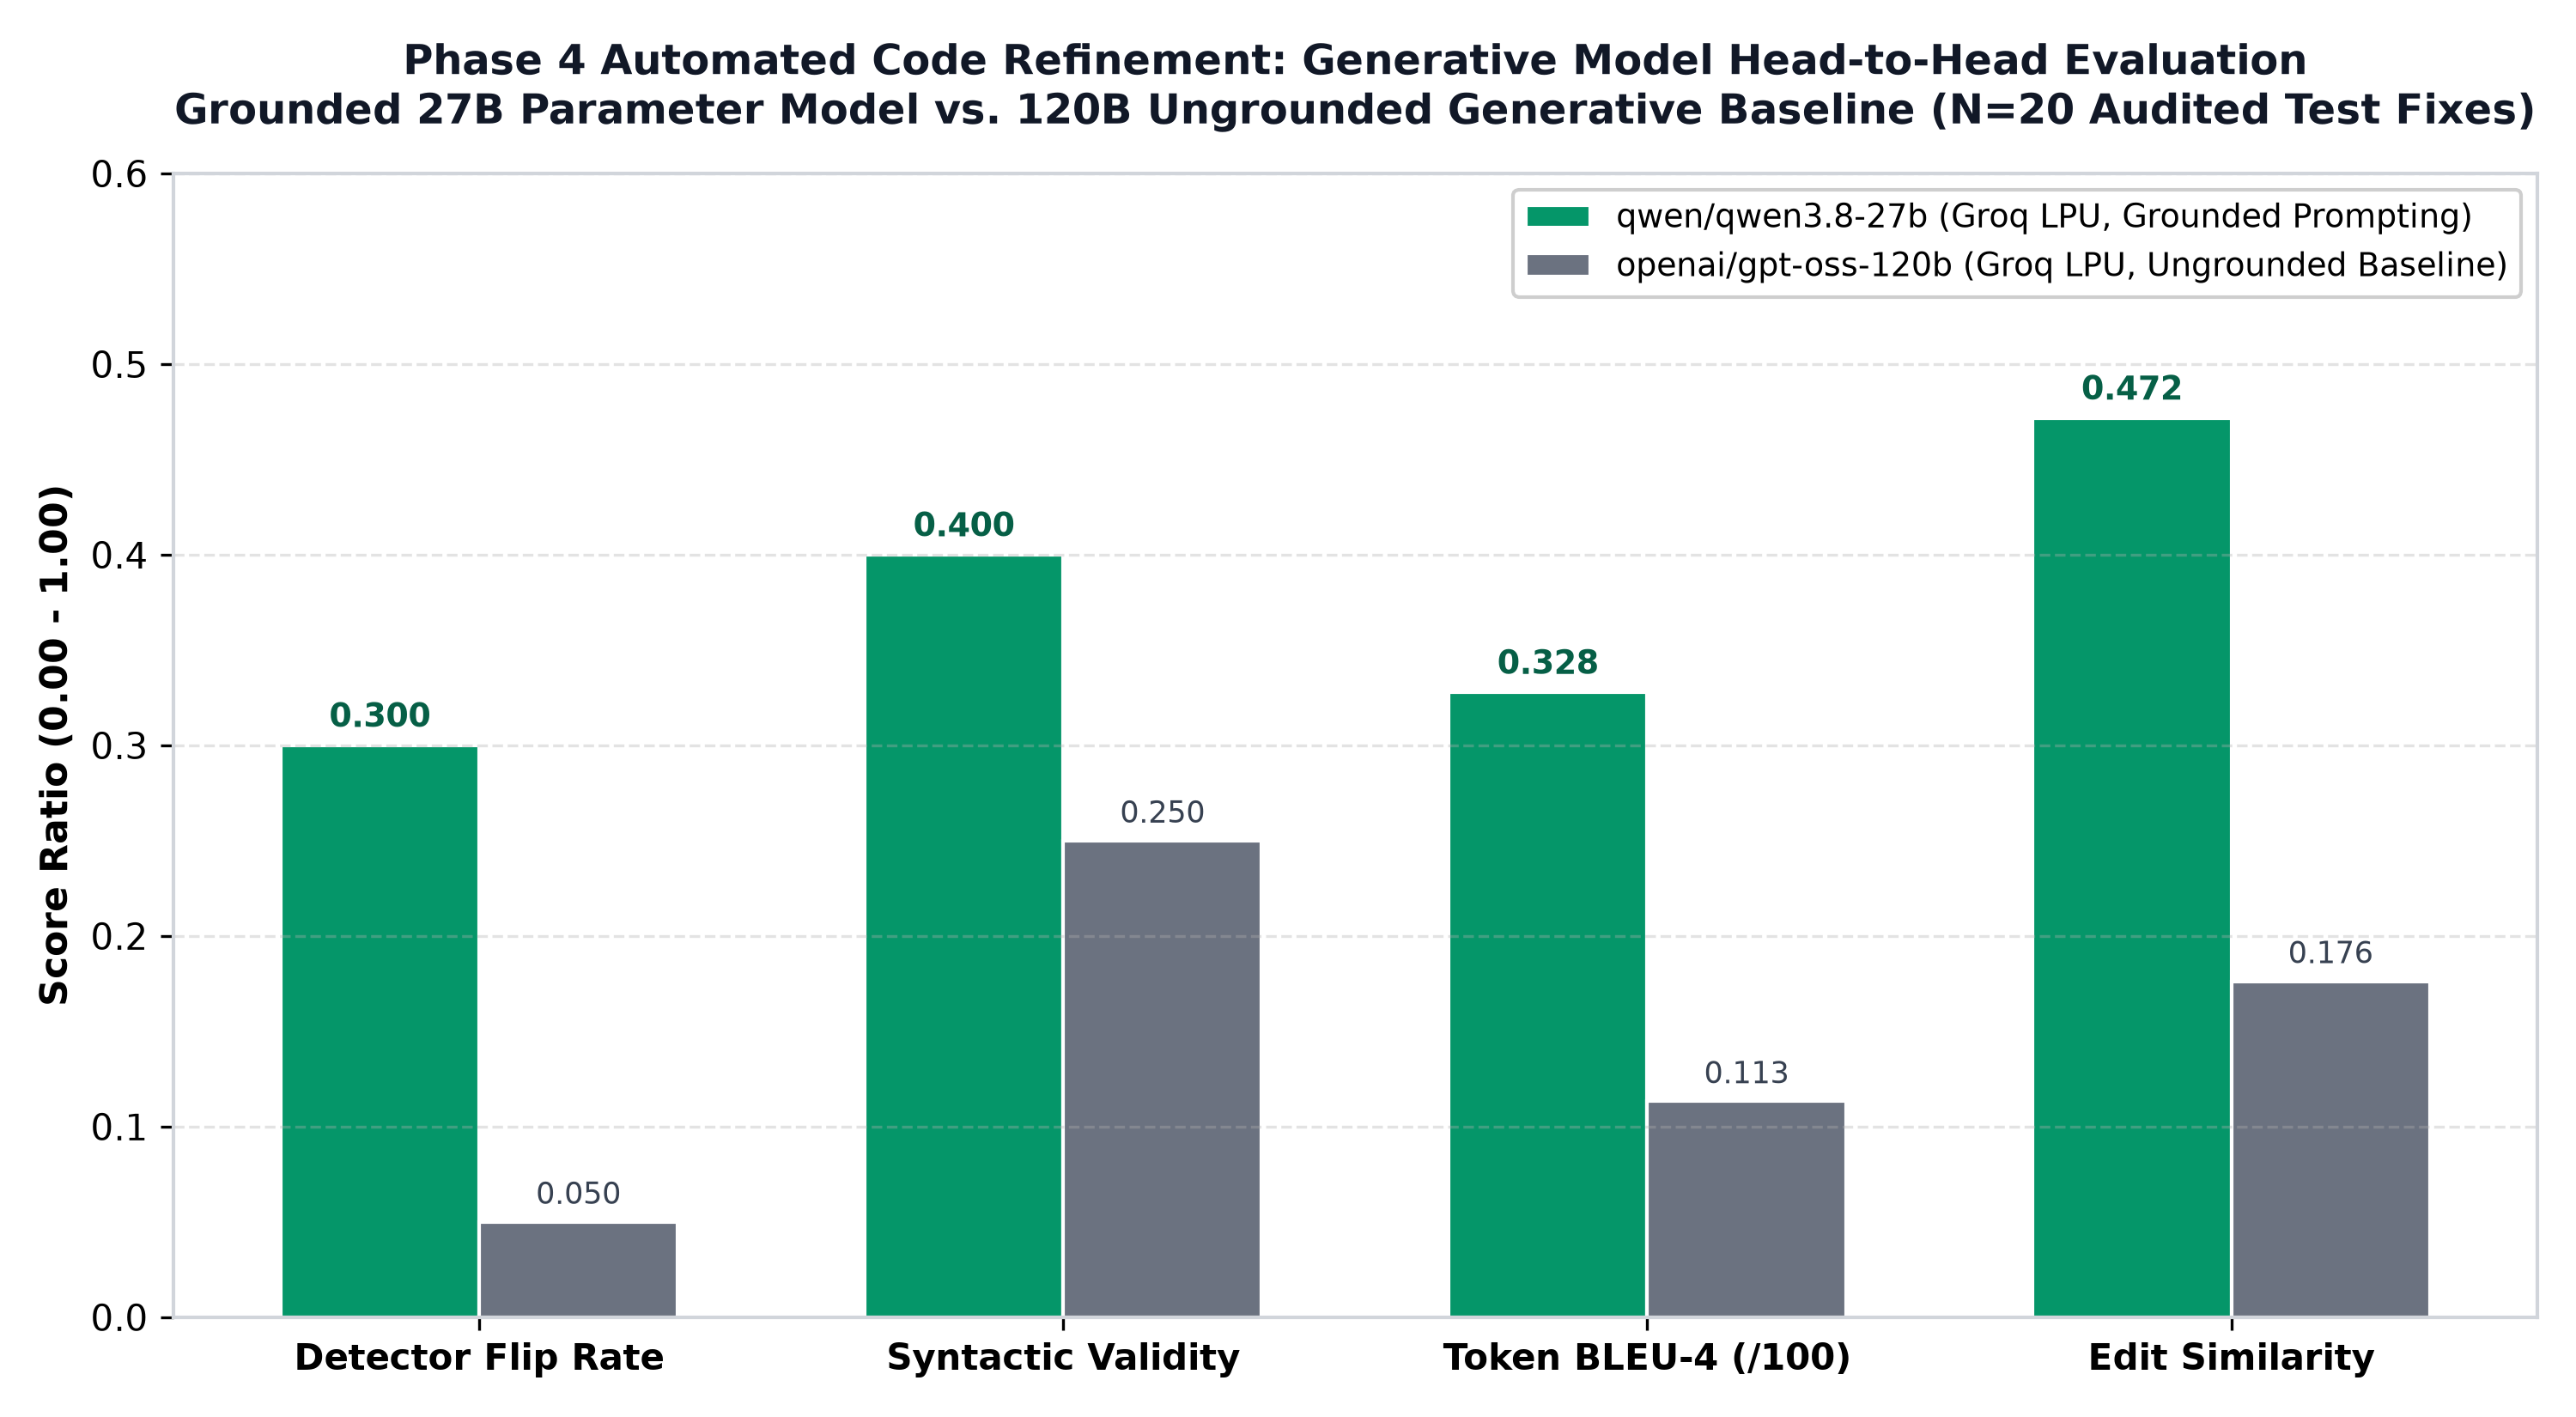 Phase 4 Automated Code Refinement: Generative Model Head-to-Head Evaluation
Grounded 27B Parameter Model vs. 120B Ungrounded Generative Baseline (N=20 Audited Test Fixes)
qwen/qwen3.8-27b (Groq LPU, Grounded Prompting)
openai/gpt-oss-120b (Groq LPU, Ungrounded Baseline)
Score Ratio (0.00 - 1.00)
0.6
0.5
0.4
0.3
0.2
0.1
0.0
0.300
0.050
0.400
0.250
0.328
0.113
0.472
0.176
Detector Flip Rate
Syntactic Validity
Token BLEU-4 (/100)
Edit Similarity